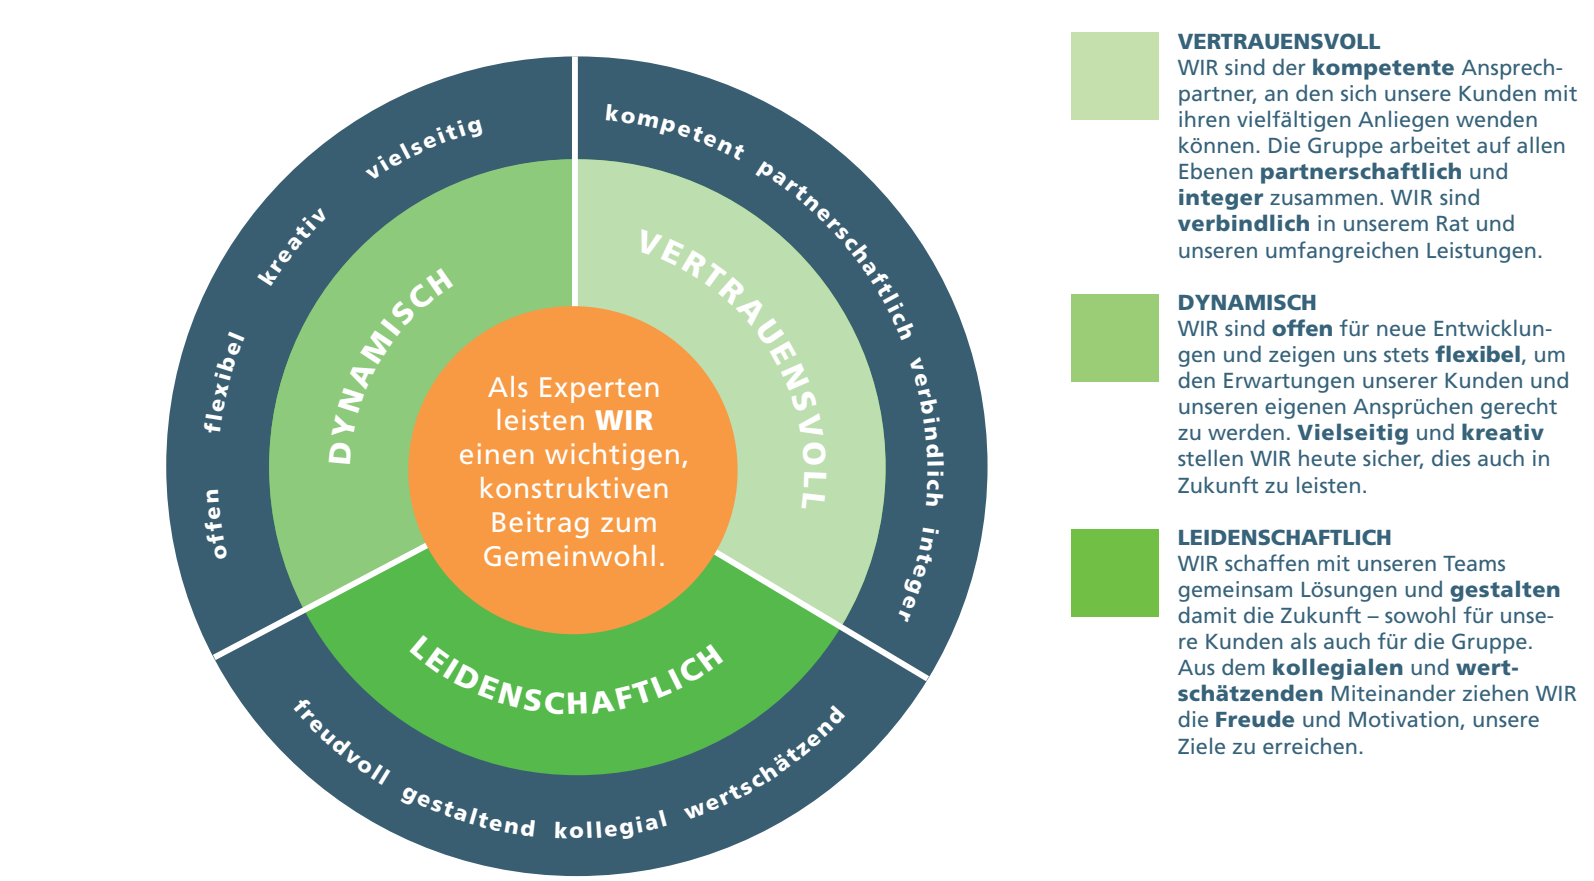 vielseitig
kreativ
flexibel
offen
kompetent partnerschaftlich verbindlich integer
freudvoll gestaltend kollegial wertschätzend
DYNAMISCH
VERTRAUENSVOLL
LEIDENSCHAFTLICH
Als Experten
leisten WIR
einen wichtigen,
konstruktiven
Beitrag zum
Gemeinwohl.
VERTRAUENSVOLL
WIR sind der kompetente Ansprech-
partner, an den sich unsere Kunden mit
ihren vielfältigen Anliegen wenden
können. Die Gruppe arbeitet auf allen
Ebenen partnerschaftlich und
integer zusammen. WIR sind
verbindlich in unserem Rat und
unseren umfangreichen Leistungen.
DYNAMISCH
WIR sind offen für neue Entwicklun-
gen und zeigen uns stets flexibel, um
den Erwartungen unserer Kunden und
unseren eigenen Ansprüchen gerecht
zu werden. Vielseitig und kreativ
stellen WIR heute sicher, dies auch in
Zukunft zu leisten.
LEIDENSCHAFTLICH
WIR schaffen mit unseren Teams
gemeinsam Lösungen und gestalten
damit die Zukunft – sowohl für unse-
re Kunden als auch für die Gruppe.
Aus dem kollegialen und wert-
schätzenden Miteinander ziehen WIR
die Freude und Motivation, unsere
Ziele zu erreichen.